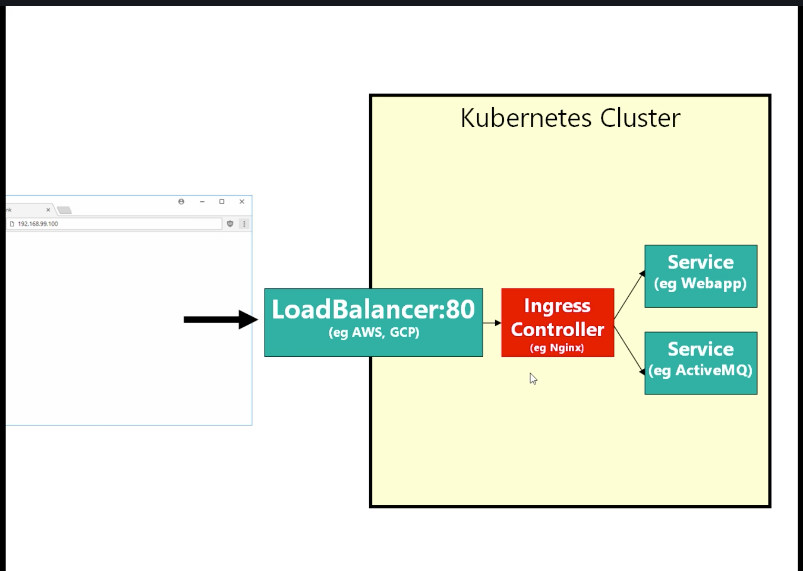 Kubernetes Cluster
192.168.99.100
LoadBalancer:80
(eg AWS, GCP)
Ingress
Controller
(eg Nginx)
Service
(eg Webapp)
Service
(eg ActiveMQ)